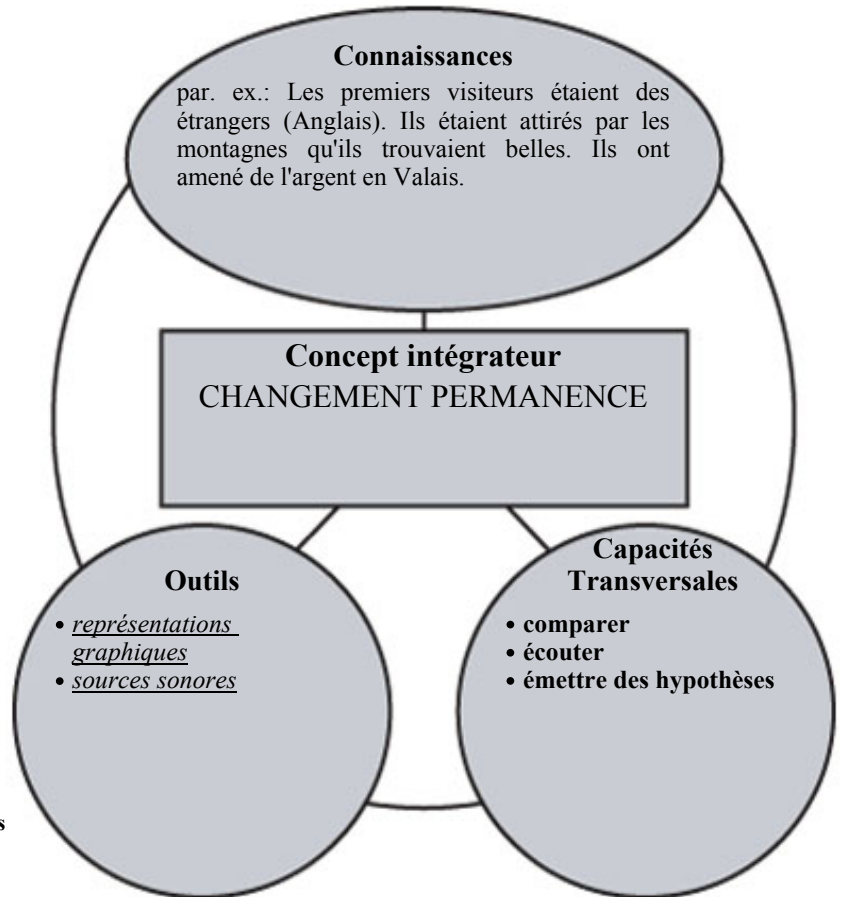 Connaissances
par. ex.: Les premiers visiteurs étaient des
étrangers (Anglais). Ils étaient attirés par les
montagnes qu'ils trouvaient belles. Ils ont
amené de l'argent en Valais.
Concept intégrateur
CHANGEMENT PERMANENCE
Outils
• représentations
graphiques
• sources sonores
Capacités
Transversales
• comparer
• écouter
• émettre des hypothèses
s